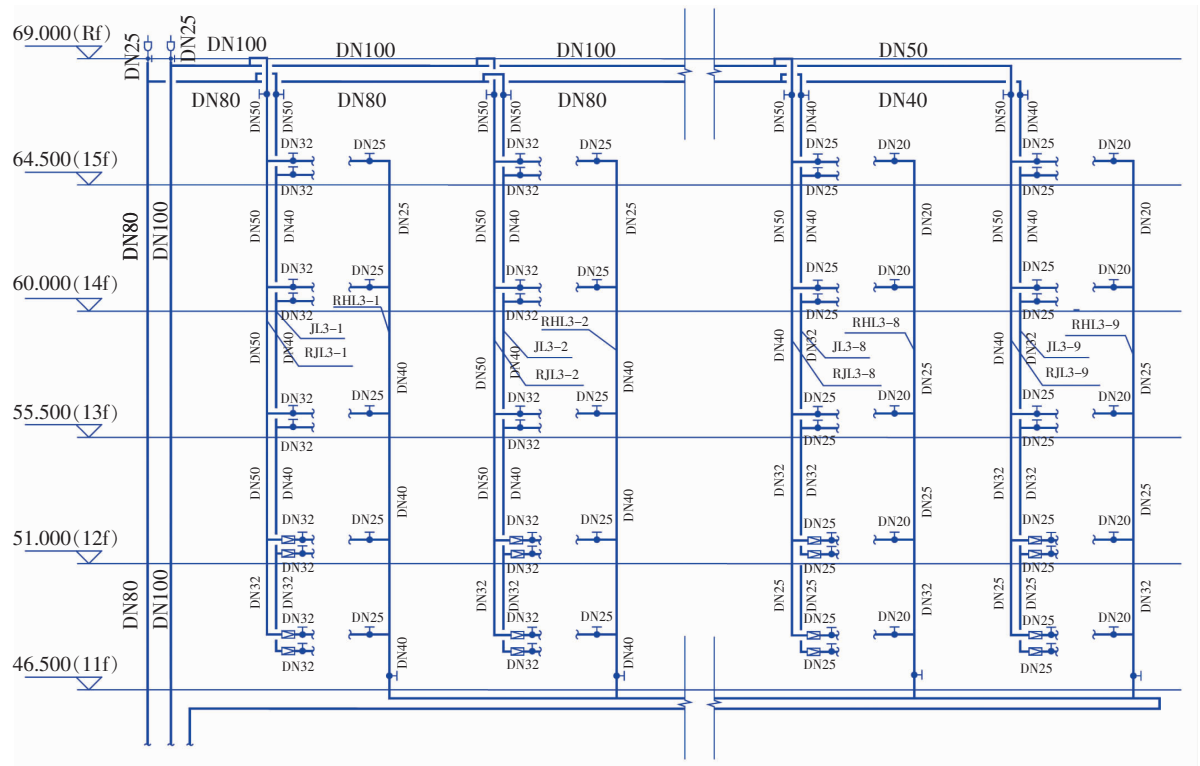 69.000(Rf)
DN25
DN25
DN100
DN100
DN100
DN50
DN80
DN80
DN80
DN40
DN50
DN50
DN50
DN50
DN50
DN40
DN50
DN40
DN32
DN25
DN32
DN25
DN25
DN20
DN25
DN20
64.500(15f)
DN32
DN32
DN25
DN25
DN80
DN100
DN50
DN40
DN25
DN50
DN40
DN25
DN50
DN40
DN20
DN50
DN40
DN20
DN32
DN25
DN32
DN25
DN25
DN20
DN25
DN20
60.000(14f)
RHL3-1
DN32
DN32
DN25
DN25
JL3-1
RHL3-2
RHL3-8
RHL3-9
RJL3-1
JL3-2
JL3-8
JL3-9
RJL3-2
RJL3-8
RJL3-9
DN50
DN40
DN40
DN50
DN40
DN40
DN40
DN32
DN25
DN40
DN32
DN25
DN32
DN25
DN32
DN25
DN25
DN20
DN25
DN20
55.500(13f)
DN32
DN32
DN25
DN25
DN50
DN40
DN40
DN50
DN40
DN40
DN32
DN32
DN25
DN32
DN32
DN25
DN32
DN25
DN32
DN25
DN25
DN20
DN25
DN20
51.000(12f)
DN32
DN32
DN25
DN25
DN80
DN100
DN32
DN32
DN32
DN32
DN25
DN25
DN32
DN25
DN25
DN32
DN32
DN25
DN32
DN25
DN25
DN20
DN25
DN20
46.500(11f)
DN32
DN40
DN32
DN40
DN25
DN25